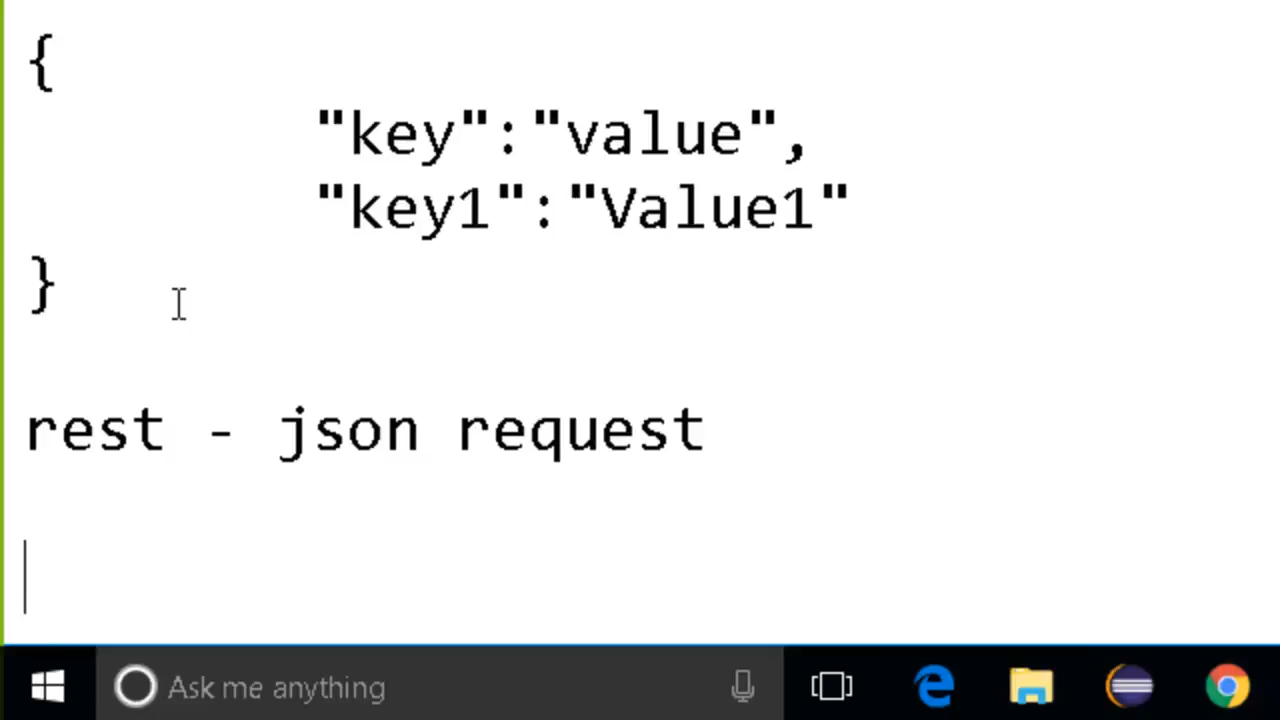 {
"key":"value",
"key1":"Value1"
}
rest - json request
Ask me anything